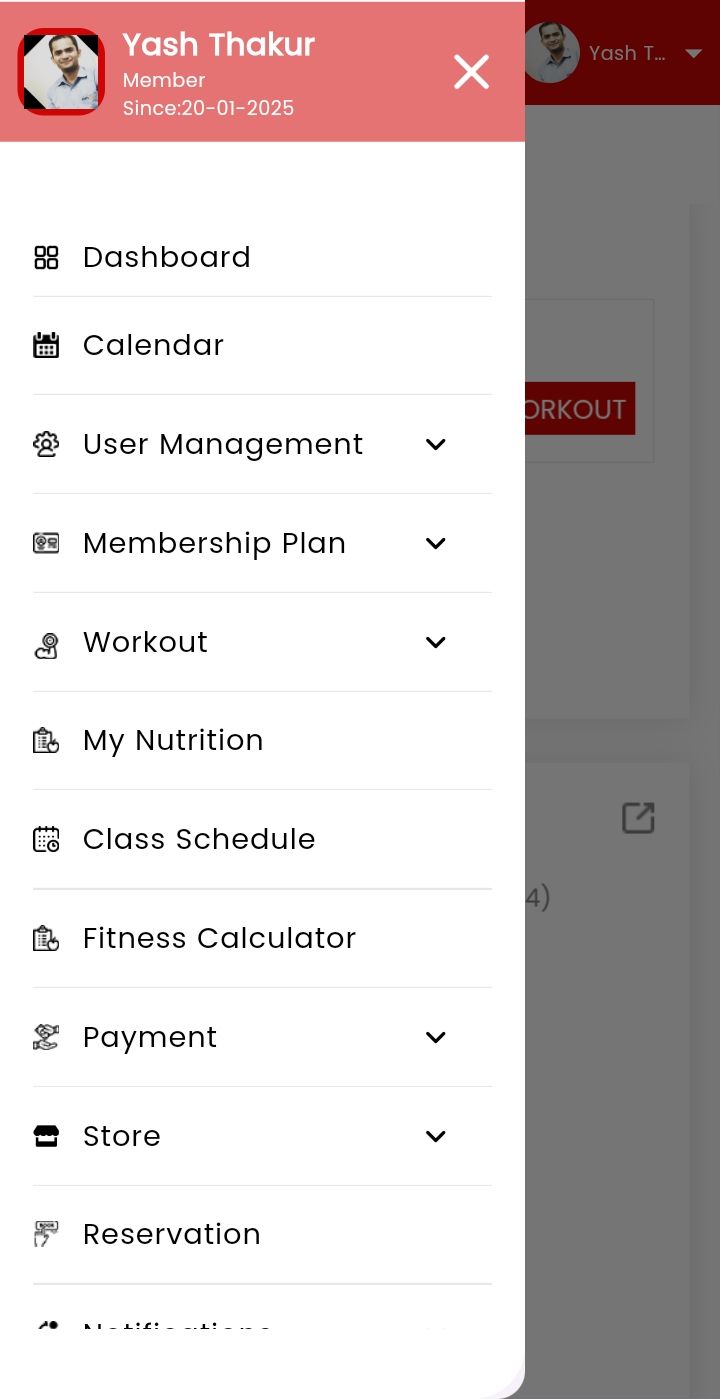 Yash Thakur
Member
Since:20-01-2025
Yash T...
Dashboard
Calendar
ORKOUT
User Management
Membership Plan
Workout
My Nutrition
Class Schedule
4)
Fitness Calculator
Payment
Store
Reservation
Notifications